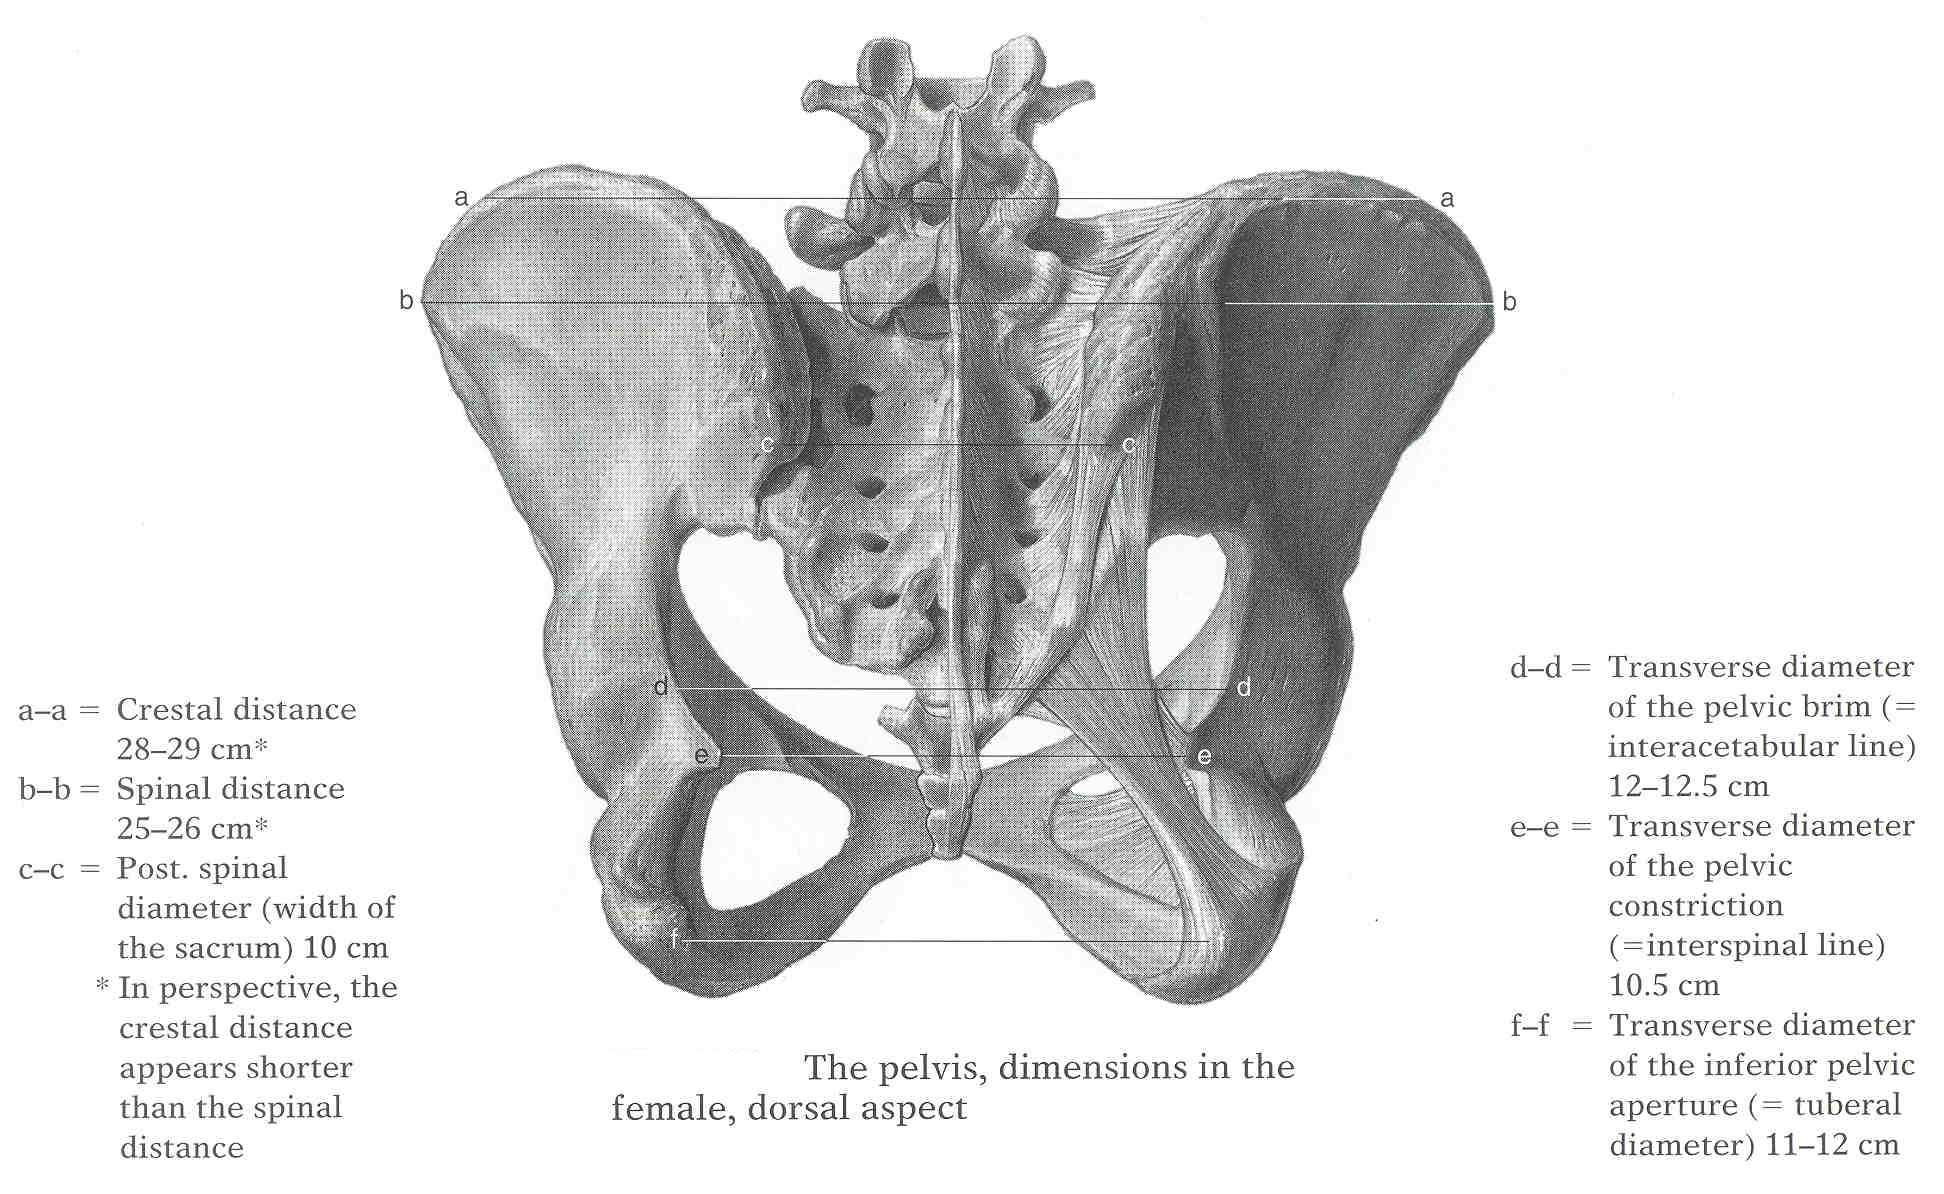 a
a
b
b
c
c
d
d
e
e
f
f
a–a = Crestal distance
28–29 cm*
b–b = Spinal distance
25–26 cm*
c–c = Post. spinal
diameter (width of
the sacrum) 10 cm
* In perspective, the
crestal distance
appears shorter
than the spinal
distance
The pelvis, dimensions in the
female, dorsal aspect
d–d = Transverse diameter
of the pelvic brim (=
interacetabular line)
12–12.5 cm
e–e = Transverse diameter
of the pelvic
constriction
(=interspinal line)
10.5 cm
f–f = Transverse diameter
of the inferior pelvic
aperture (= tuberal
diameter) 11–12 cm